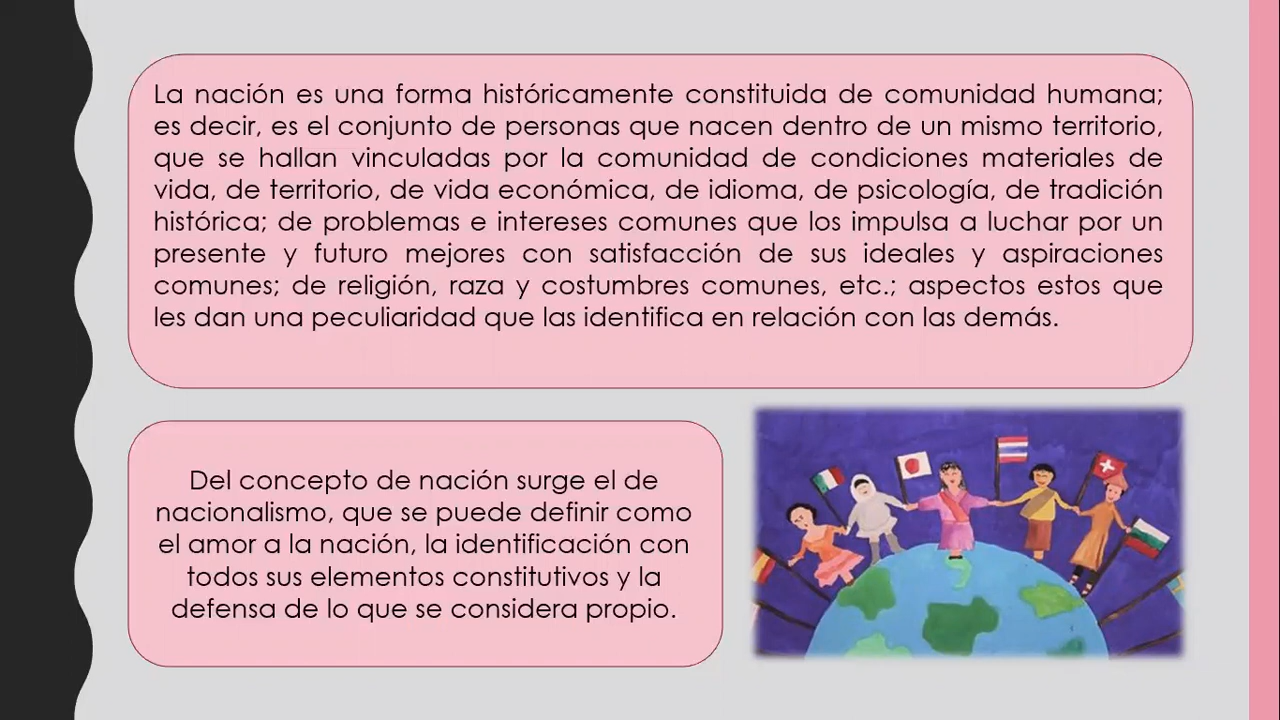 La nación es una forma históricamente constituida de comunidad humana;
es decir, es el conjunto de personas que nacen dentro de un mismo territorio,
que se hallan vinculadas por la comunidad de condiciones materiales de
vida, de territorio, de vida económica, de idioma, de psicología, de tradición
histórica; de problemas e intereses comunes que los impulsa a luchar por un
presente y futuro mejores con satisfacción de sus ideales y aspiraciones
comunes; de religión, raza y costumbres comunes, etc.; aspectos estos que
les dan una peculiaridad que las identifica en relación con las demás.
Del concepto de nación surge el de
nacionalismo, que se puede definir como
el amor a la nación, la identificación con
todos sus elementos constitutivos y la
defensa de lo que se considera propio.